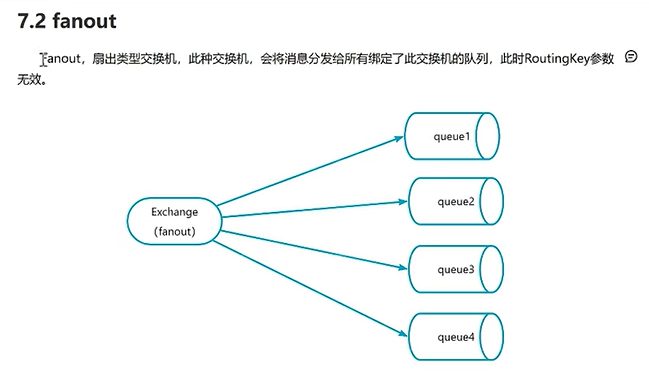 7.2 fanout
Fanout，扇出类型交换机，此种交换机，会将消息分发给所有绑定了此交换机的队列，此时RoutingKey参数
无效。
queue1
Exchange
(fanout)
queue2
queue3
queue4